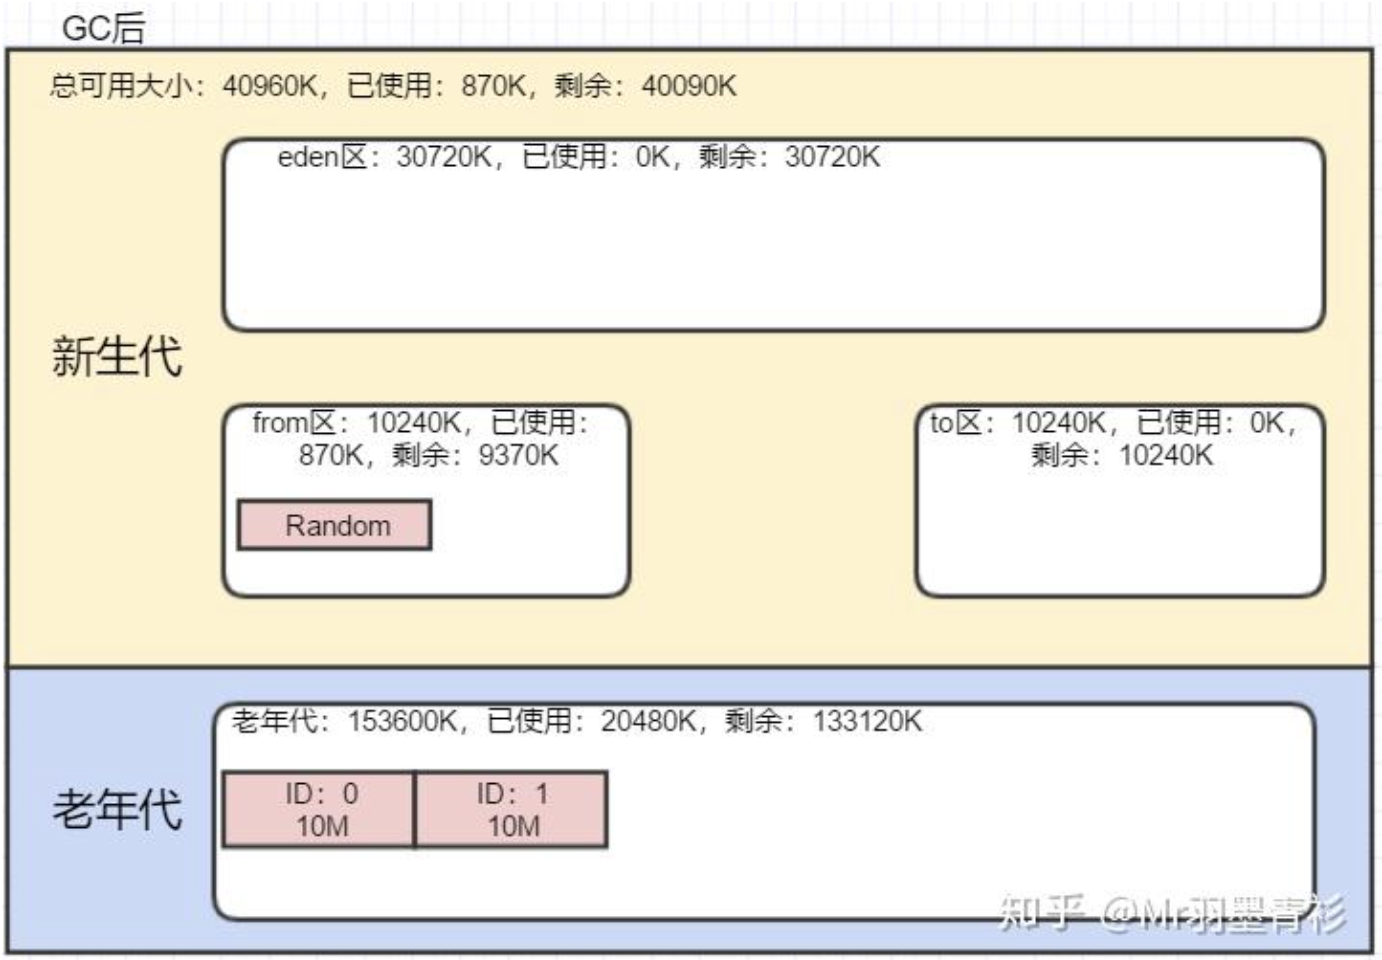 GC后
总可用大小：40960K，已使用：870K，剩余：40090K
eden区：30720K，已使用：0K，剩余：30720K
新生代
from区：10240K，已使用：
870K，剩余：9370K
to区：10240K，已使用：0K，
剩余：10240K
Random
老年代：153600K，已使用：20480K，剩余：133120K
老年代
ID：0
10M
ID：1
10M
知乎 @Mr羽墨青衫